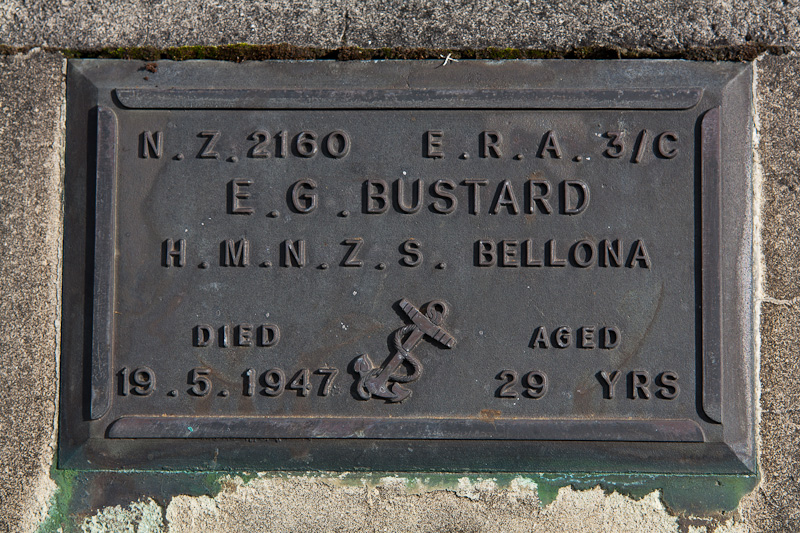 N.Z.2160 E.R.A. 3/C
E.G.BUSTARD
H.M.N.Z.S. BELLONA
DIED AGED
19.5.1947 29 YRS